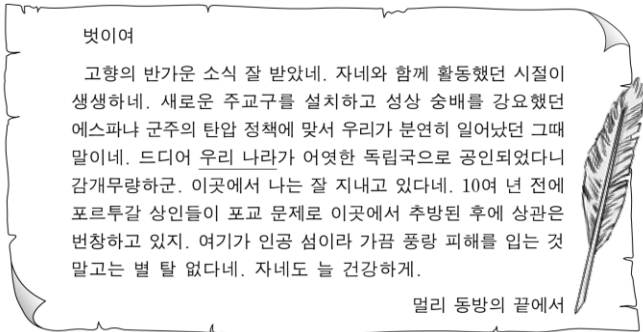 벗이여
고향의 반가운 소식 잘 받았네. 자네와 함께 활동했던 시절이
생생하네. 새로운 주교구를 설치하고 성상 숭배를 강요했던
에스파냐 군주의 탄압 정책에 맞서 우리가 분연히 일어났던 그때
말이네. 드디어 우리 나라가 어엿한 독립국으로 공인되었다니
감개무량하군. 이곳에서 나는 잘 지내고 있다네. 10여 년 전에
포르투갈 상인들이 포교 문제로 이곳에서 추방된 후에 상관은
번창하고 있지. 여기가 인공 섬이라 가끔 풍랑 피해를 입는 것
말고는 별 탈 없다네. 자네도 늘 건강하게.
멀리 동방의 끝에서